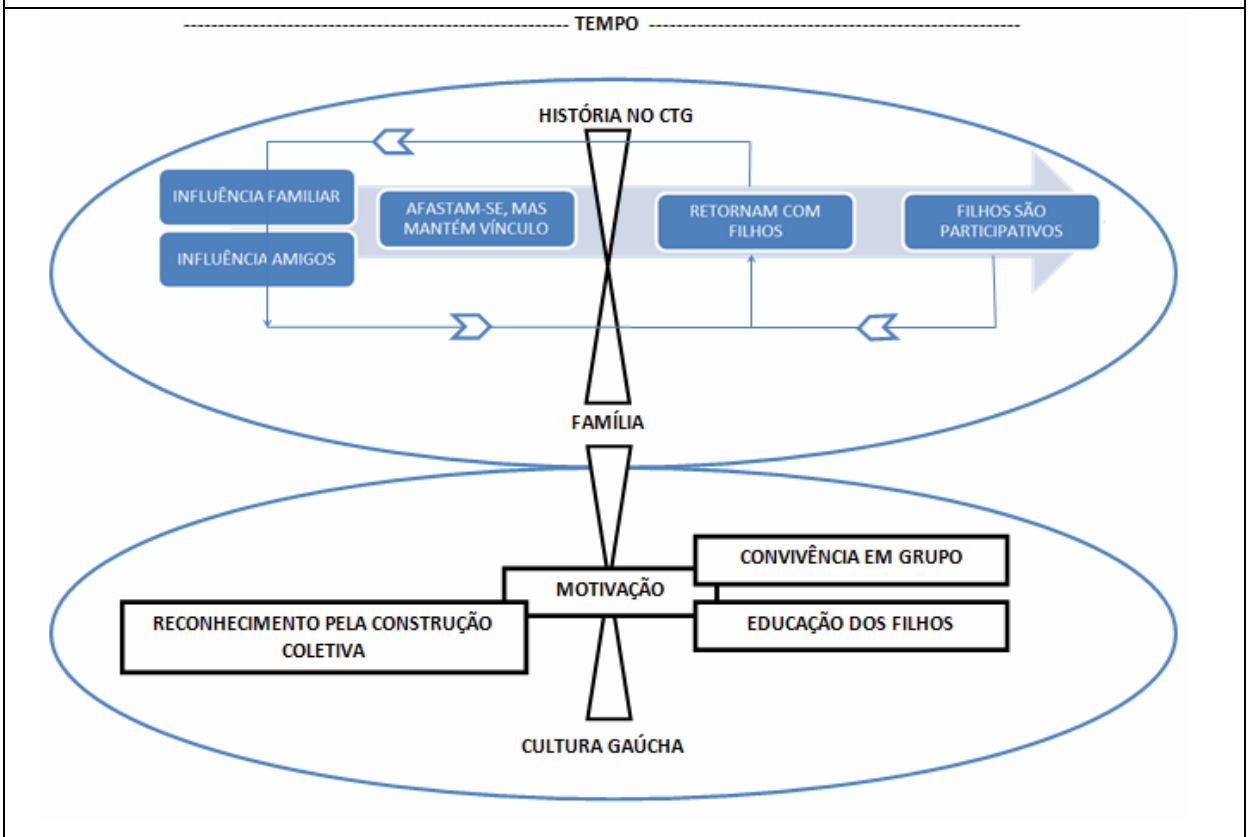 TEMPO
HISTÓRIA NO CTG
INFLUÊNCIA FAMILIAR
INFLUÊNCIA AMIGOS
AFASTAM-SE, MAS
MANTÉM VÍNCULO
RETORNAM COM
FILHOS
FILHOS SÃO
PARTICIPATIVOS
FAMÍLIA
CONVIVÊNCIA EM GRUPO
MOTIVAÇÃO
RECONHECIMENTO PELA CONSTRUÇÃO
COLETIVA
EDUCAÇÃO DOS FILHOS
CULTURA GAÚCHA